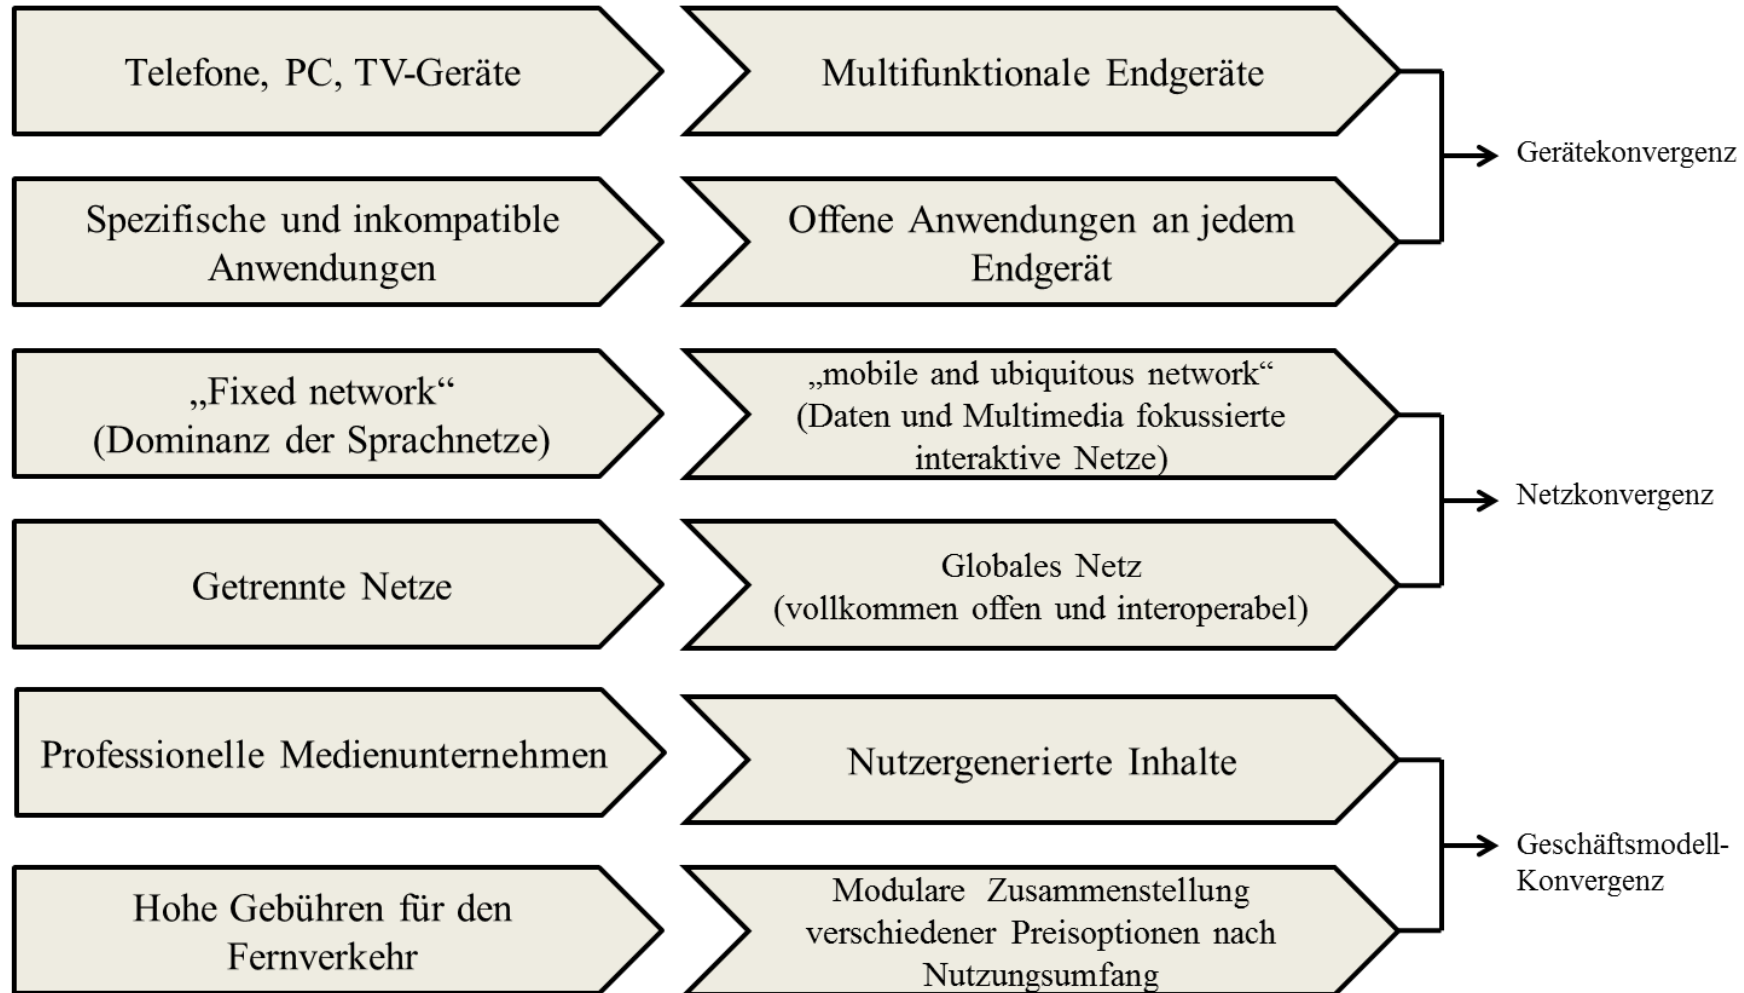 Telefone, PC, TV-Geräte
Multifunktionale Endgeräte
Gerätekonvergenz
Spezifische und inkompatible
Anwendungen
Offene Anwendungen an jedem
Endgerät
„Fixed network“
(Dominanz der Sprachnetze)
„mobile and ubiquitous network“
(Daten und Multimedia fokussierte
interaktive Netze)
Netzkonvergenz
Getrennte Netze
Globales Netz
(vollkommen offen und interoperabel)
Professionelle Medienunternehmen
Nutzergenerierte Inhalte
Geschäftsmodell-
Konvergenz
Hohe Gebühren für den
Fernverkehr
Modulare Zusammenstellung
verschiedener Preisoptionen nach
Nutzungsumfang